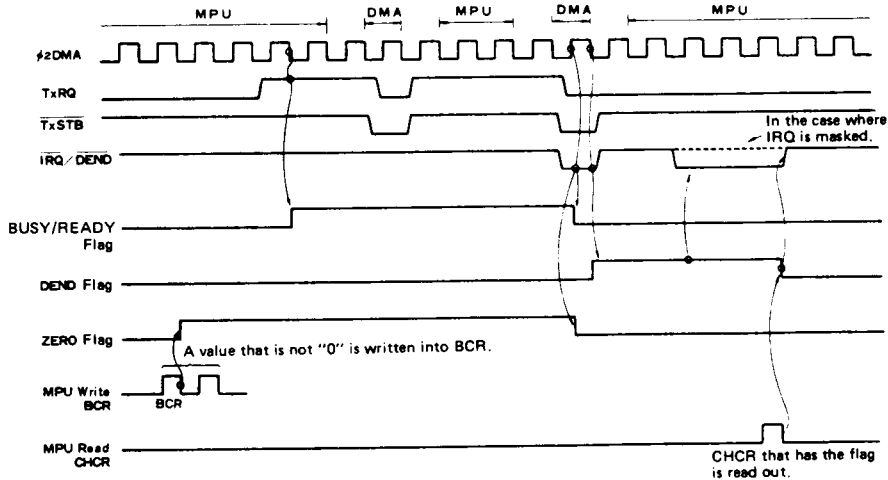 MPU DMA MPU DMA MPU
φ2DMA
TxRQ
TxSTB
In the case where
IRQ is masked.
IRQ/DEND
BUSY/READY
Flag
DEND Flag
ZERO Flag
A value that is not "0" is written into BCR.
MPU Write
BCR
BCR
MPU Read
CHCR
CHCR that has the flag
is read out.